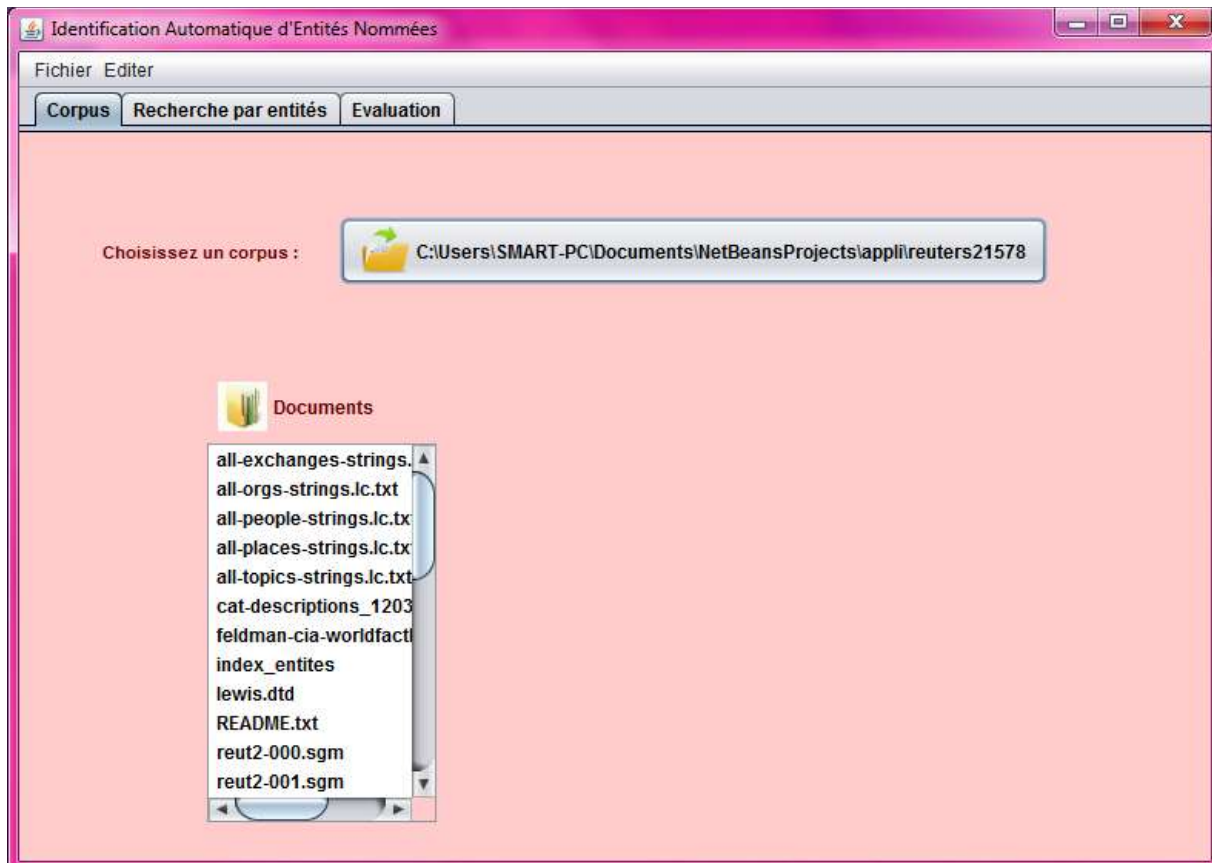 Identification Automatique d'Entités Nommées
Fichier Editer
Corpus Recherche par entités Evaluation
Choisissez un corpus : C:\Users\SMART-PC\Documents\NetBeansProjects\appli\reuters21578
Documents
all-exchanges-strings.
all-orgs-strings.lc.txt
all-people-strings.lc.tx
all-places-strings.lc.tx
all-topics-strings.lc.txt
cat-descriptions_1203
feldman-cia-worldfact
index_entites
lewis.dtd
README.txt
reut2-000.sgm
reut2-001.sgm